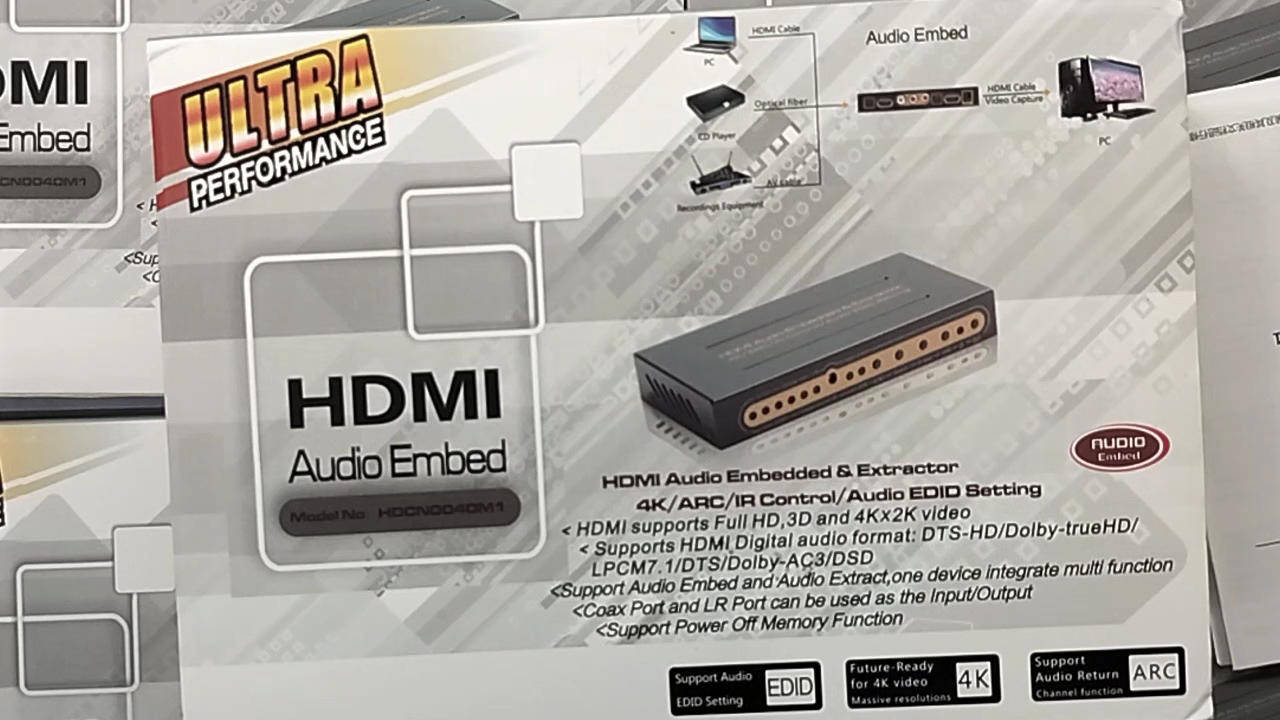 ULTRA
PERFORMANCE
HDMI Cable
PC
Optical fiber
CD Player
AV cable
Recordings Equipment
Audio Embed
HDMI Cable
Video Capture
PC
HDMI
Audio Embed
Model No HDCN0040M1
AUDIO
Embed
HDMI Audio Embedded & Extractor
4K/ARC/IR Control/Audio EDID Setting
< HDMI supports Full HD,3D and 4Kx2K video
< Supports HDMI Digital audio format: DTS-HD/Dolby-trueHD/
LPCM7.1/DTS/Dolby-AC3/DSD
<Support Audio Embed and Audio Extract,one device integrate multi function
<Coax Port and LR Port can be used as the Input/Output
<Support Power Off Memory Function
Support Audio
EDID Setting
EDID
Future-Ready
for 4K video
Massive resolutions
4K
Support
Audio Return
Channel function
ARC
DMI
Embed
CN0040M1
<Sup